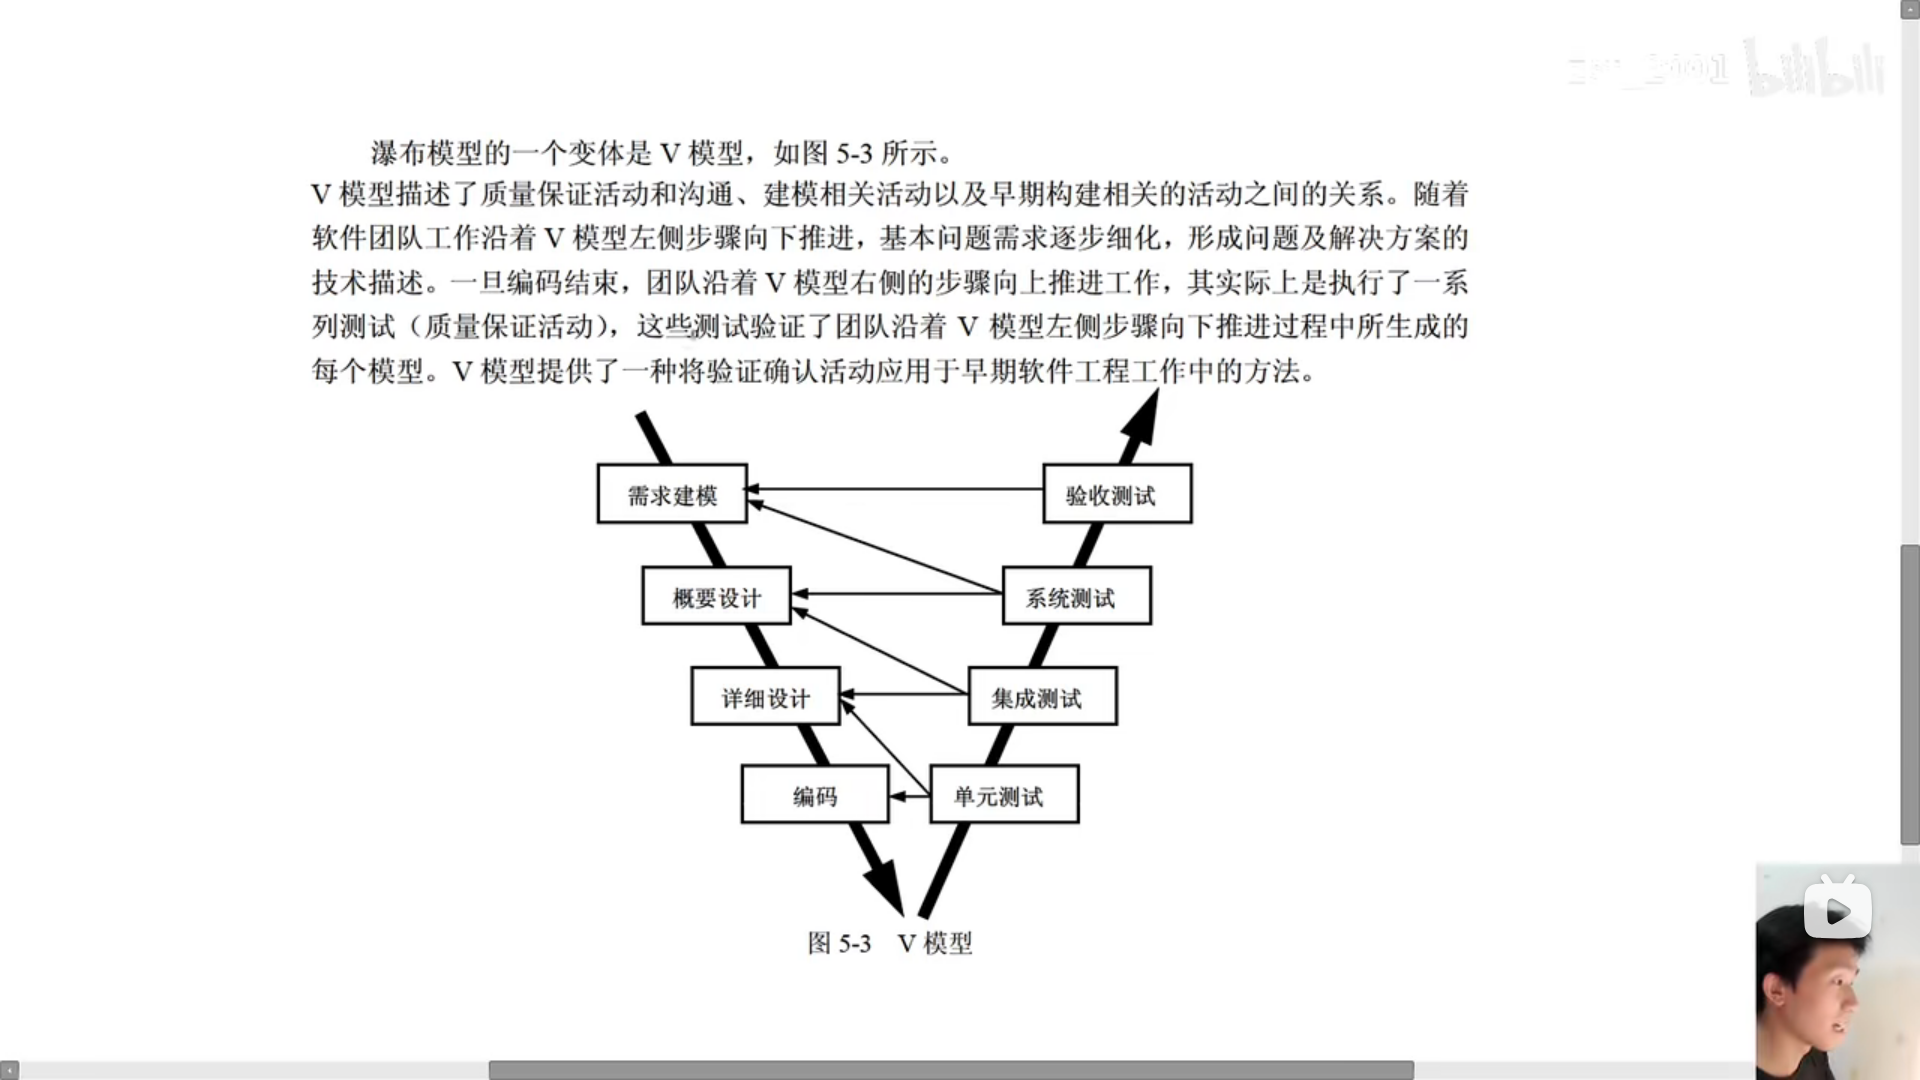 bilibili
瀑布模型的一个变体是 V 模型，如图 5-3 所示。
V 模型描述了质量保证活动和沟通、建模相关活动以及早期构建相关的活动之间的关系。随着
软件团队工作沿着 V 模型左侧步骤向下推进，基本问题需求逐步细化，形成问题及解决方案的
技术描述。一旦编码结束，团队沿着 V 模型右侧的步骤向上推进工作，其实际上是执行了一系
列测试（质量保证活动），这些测试验证了团队沿着 V 模型左侧步骤向下推进过程中所生成的
每个模型。V 模型提供了一种将验证确认活动应用于早期软件工程工作中的方法。
需求建模
验收测试
概要设计
系统测试
详细设计
集成测试
编码
单元测试
图 5-3 V 模型